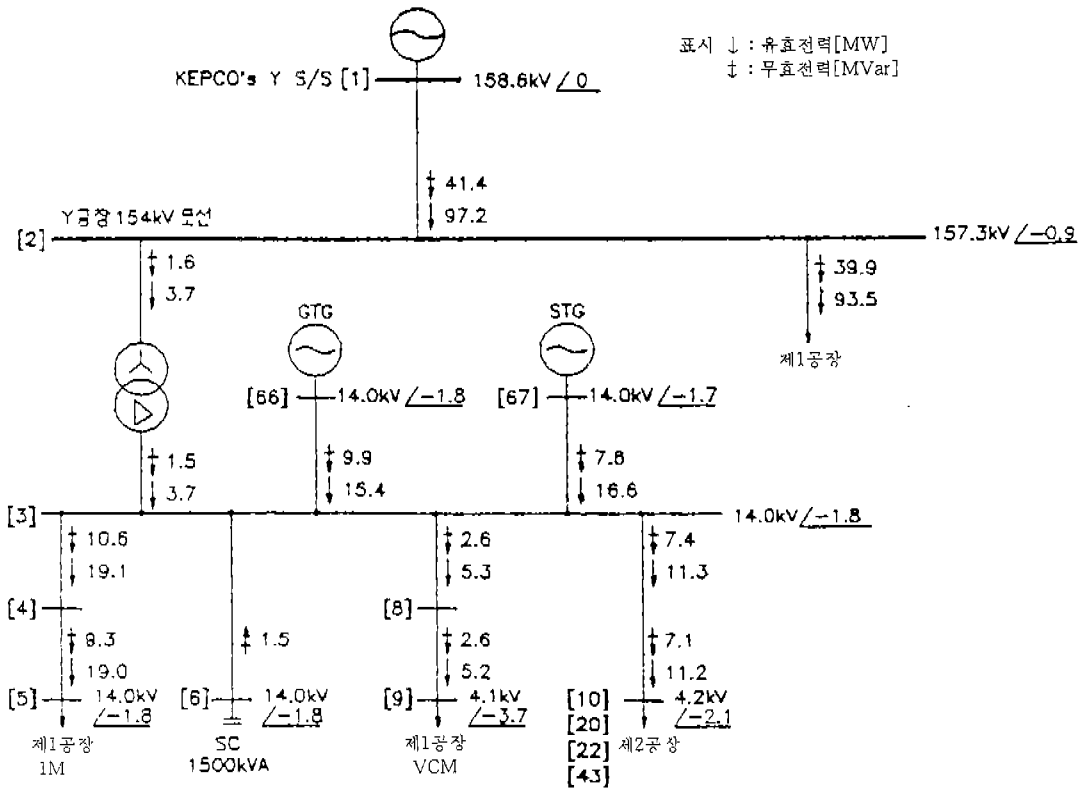 표시 ↓ : 유효전력[MW]
‡ : 무효전력[MVar]
KEPCO's Y S/S [1]
158.6kV /0
41.4
97.2
Y공장 154kV 모선
[2]
157.3kV /-0.9
1.6
3.7
39.9
93.5
제1공장
GTG
STG
[66]
14.0kV /-1.8
[67]
14.0kV /-1.7
1.5
3.7
9.9
15.4
7.8
16.6
[3]
14.0kV /-1.8
10.6
19.1
2.6
5.3
7.4
11.3
[4]
[8]
9.3
19.0
1.5
2.6
5.2
7.1
11.2
[5]
14.0kV
/-1.8
[6]
14.0kV
/-1.8
[9]
4.1kV
/-3.7
[10]
4.2kV
/-2.1
[20]
[22]
[43]
제1공장
1M
SC
1500kVA
제1공장
VCM
제2공장